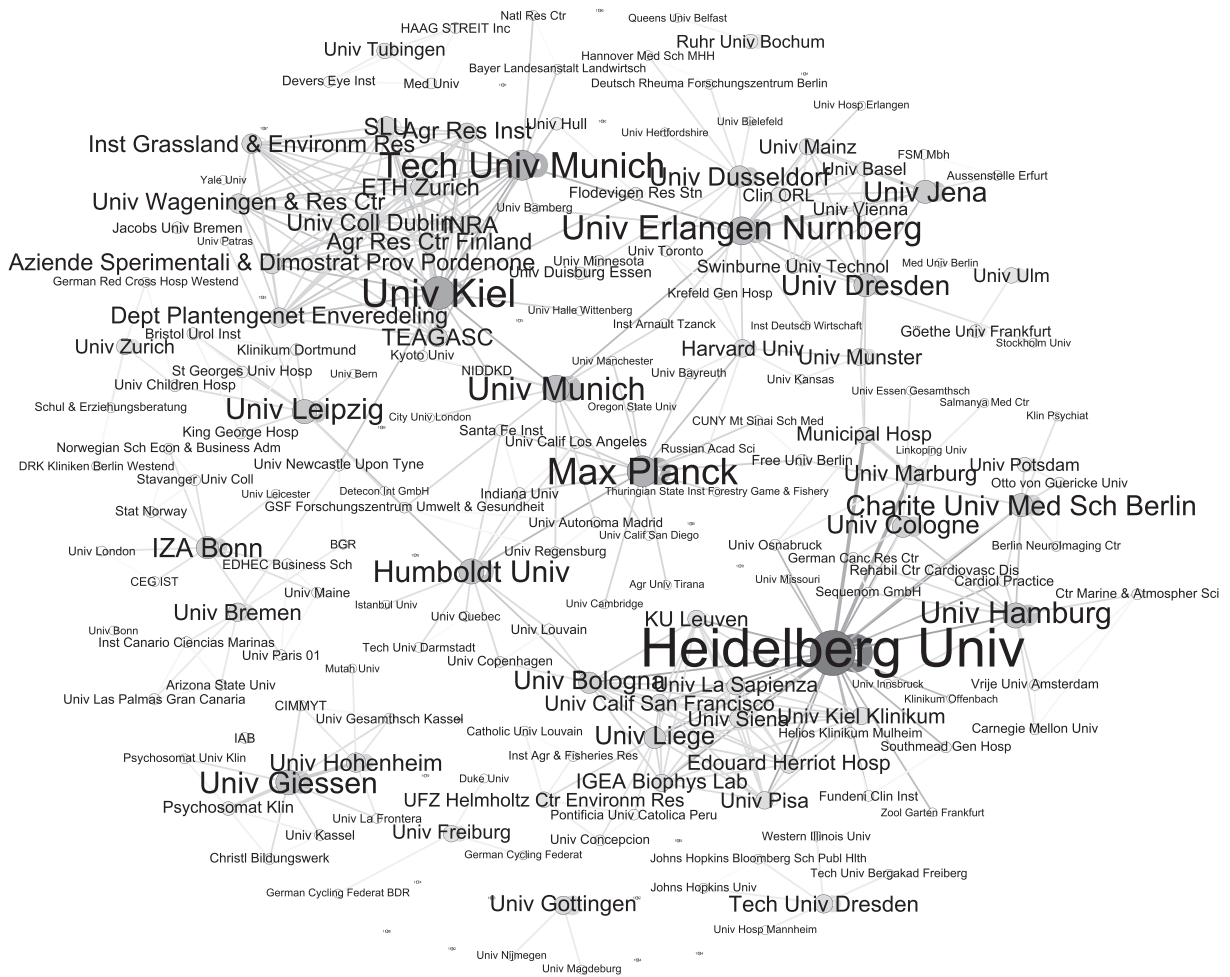 Natl Res Ctr
Queens Univ Belfast
HAAG STREIT Inc
Univ Tubingen
Ruhr Univ Bochum
Hannover Med Sch MHH
Bayer Landesanstalt Landwirtsch
Devers Eye Inst
Med Univ
Deutsch Rheuma Forschungszentrum Berlin
Univ Hosp Erlangen
SLU
Agr Res Inst
Univ Hull
Univ Hertfordshire
Univ Bielefeld
Inst Grassland & Environm Res
Univ Mainz
FSM Mbh
Tech Univ Munich
Univ Dusseldorf
Univ Basel
Aussenstelle Erfurt
Yale Univ
ETH Zurich
Flodevigen Res Stn
Clin ORL
Univ Jena
Univ Wageningen & Res Ctr
Univ Bamberg
Univ Vienna
Jacobs Univ Bremen
Univ Coll Dublin
INRA
Univ Erlangen Nurnberg
Univ Patras
Agr Res Ctr Finland
Univ Toronto
Aziende Sperimentali & Dimostrat Prov Pordenone
Univ Minnesota
Swinburne Univ Technol
Med Univ Berlin
German Red Cross Hosp Westend
Univ Duisburg Essen
Univ Ulm
Univ Kiel
Krefeld Gen Hosp
Univ Dresden
Dept Plantengenet Enveredeling
Univ Halle Wittenberg
Bristol Urol Inst
Inst Arnault Tzanck
Inst Deutsch Wirtschaft
Goethe Univ Frankfurt
TEAGASC
Stockholm Univ
Univ Zurich
Klinikum Dortmund
Kyoto Univ
Harvard Univ
Univ Munster
St Georges Univ Hosp
Univ Bern
NIDDKD
Univ Manchester
Univ Bayreuth
Univ Kansas
Univ Children Hosp
Univ Munich
Univ Essen Gesamthsch
Schul & Erziehungsberatung
Univ Leipzig
City Univ London
Oregon State Univ
Salmanya Med Ctr
Klin Psychiat
King George Hosp
Santa Fe Inst
CUNY Mt Sinai Sch Med
Municipal Hosp
Norwegian Sch Econ & Business Adm
Univ Calif Los Angeles
Russian Acad Sci
Linkoping Univ
DRK Kliniken Berlin Westend
Univ Newcastle Upon Tyne
Max Planck
Free Univ Berlin
Univ Marburg
Univ Potsdam
Stavanger Univ Coll
Otto von Guericke Univ
Univ Leicester
Detecon Int GmbH
Indiana Univ
Thuringian State Inst Forestry Game & Fishery
Stat Norway
GSF Forschungszentrum Umwelt & Gesundheit
Charite Univ Med Sch Berlin
Univ Autonoma Madrid
Univ Cologne
Univ Calif San Diego
Univ London
IZA Bonn
BGR
Univ Regensburg
Univ Osnabruck
Berlin NeuroImaging Ctr
EDHEC Business Sch
German Canc Res Ctr
CEG IST
Humboldt Univ
Rehabil Ctr Cardiovasc Dis
Univ Maine
Agr Univ Tirana
Univ Missouri
Cardiol Practice
Sequenom GmbH
Ctr Marine & Atmospher Sci
Univ Bremen
Istanbul Univ
Univ Quebec
Univ Cambridge
Univ Hamburg
KU Leuven
Univ Bonn
Univ Louvain
Inst Canario Ciencias Marinas
Univ Paris 01
Tech Univ Darmstadt
Heidelberg Univ
Mutah Univ
Univ Copenhagen
Arizona State Univ
Univ Bologna
Univ La Sapienza
Univ Innsbruck
Vrije Univ Amsterdam
Univ Las Palmas Gran Canaria
CIMMYT
Univ Calif San Francisco
Klinikum Offenbach
Univ Gesamthsch Kassel
Univ Siena
Univ Kiel Klinikum
Catholic Univ Louvain
Helios Klinikum Mulheim
Carnegie Mellon Univ
IAB
Univ Liege
Southmead Gen Hosp
Psychosomat Univ Klin
Univ Hohenheim
Inst Agr & Fisheries Res
Edouard Herriot Hosp
Univ Giessen
Duke Univ
IGEA Biophys Lab
Psychosomat Klin
UFZ Helmholtz Ctr Environm Res
Univ Pisa
Fundeni Clin Inst
Univ La Frontera
Pontificia Univ Catolica Peru
Zool Garten Frankfurt
Univ Kassel
Univ Freiburg
Univ Concepcion
Western Illinois Univ
Christl Bildungswerk
German Cycling Federat
Johns Hopkins Bloomberg Sch Publ Hlth
Tech Univ Bergakad Freiberg
German Cycling Federat BDR
Johns Hopkins Univ
Univ Gottingen
Tech Univ Dresden
Univ Hosp Mannheim
Univ Nijmegen
Univ Magdeburg